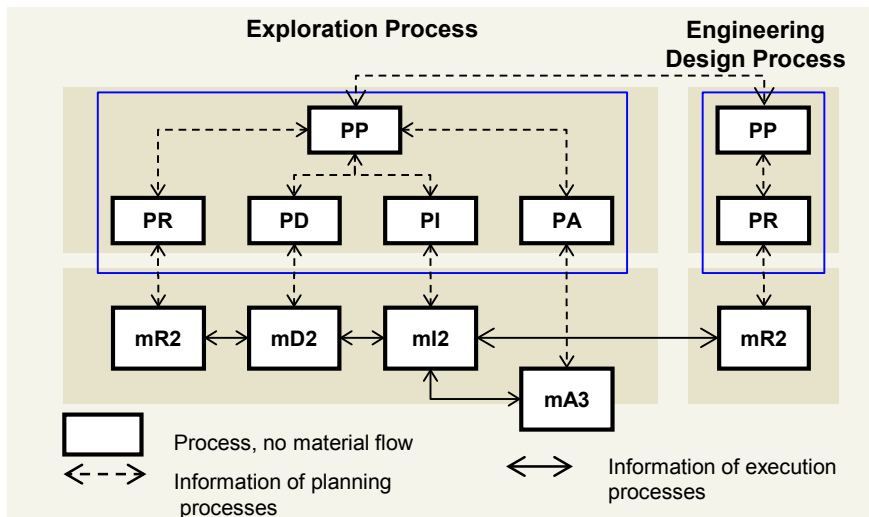 Exploration Process
Engineering
Design Process
PP
PP
PR
PD
PI
PA
PR
mR2
mD2
mI2
mR2
mA3
Process, no material flow
Information of planning
processes
Information of execution
processes